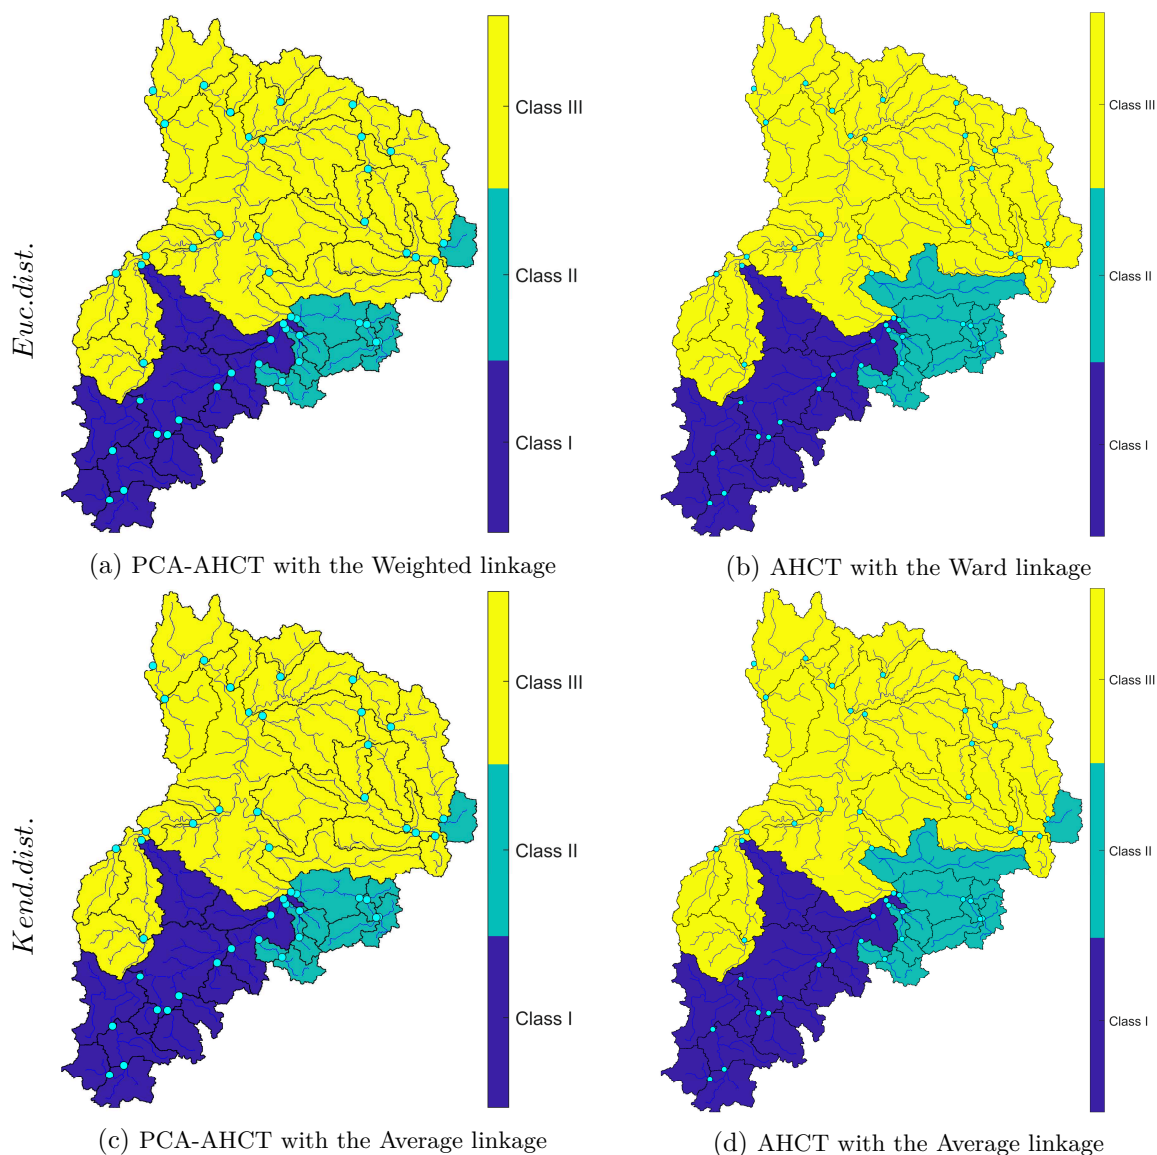 Euc.dist.
Class III
Class II
Class I
(a) PCA-AHCT with the Weighted linkage
Class III
Class II
Class I
(b) AHCT with the Ward linkage
Kend.dist.
Class III
Class II
Class I
(c) PCA-AHCT with the Average linkage
Class III
Class II
Class I
(d) AHCT with the Average linkage